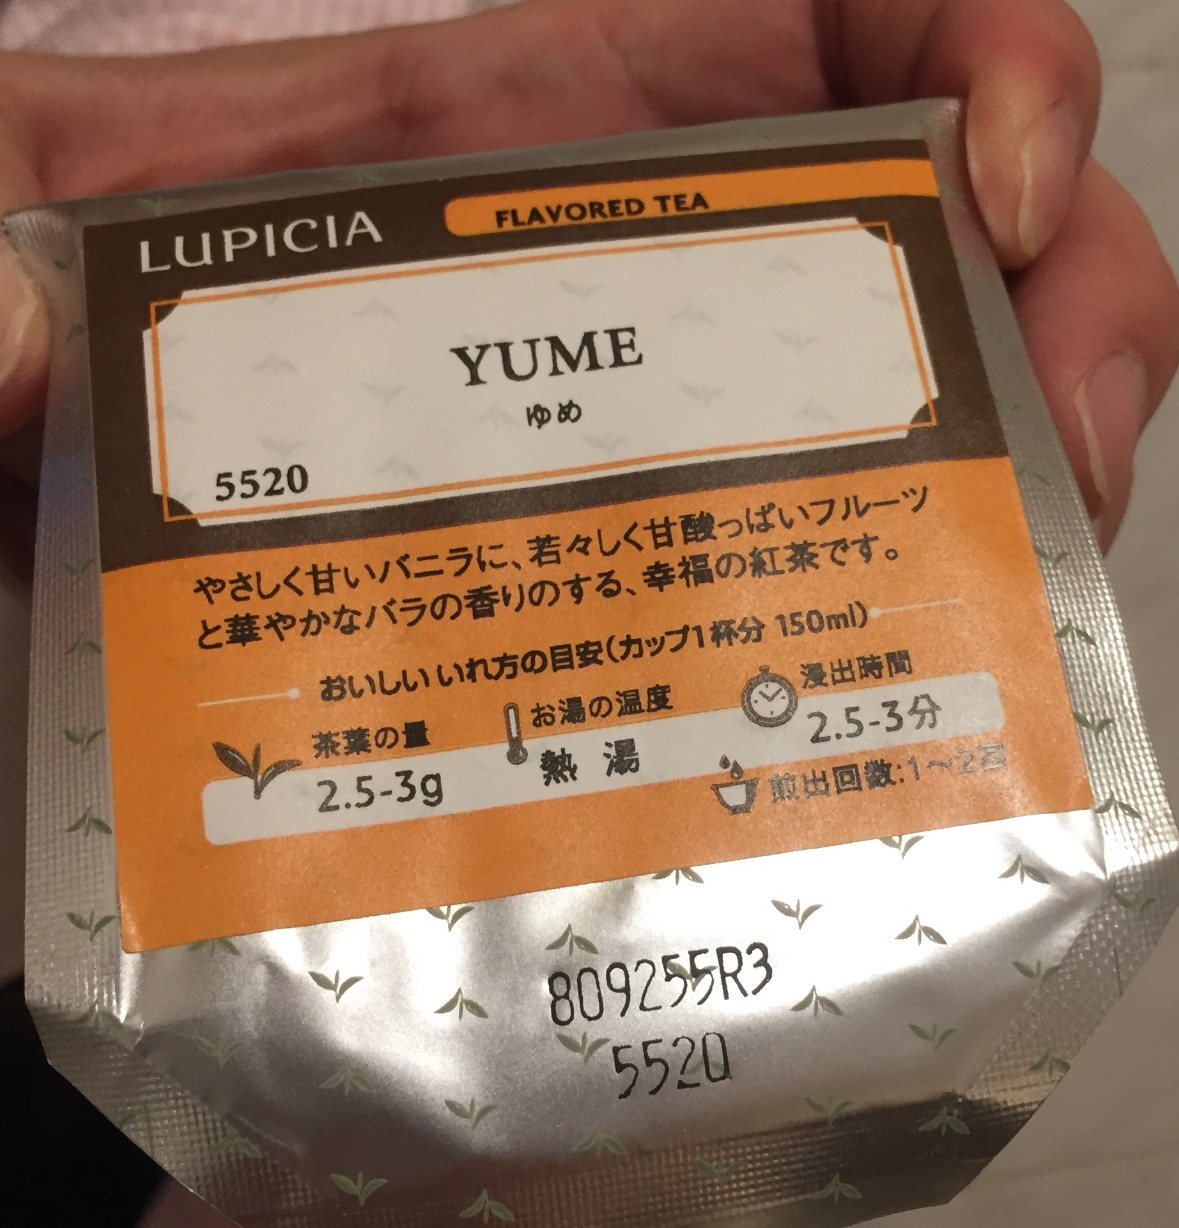 LUPICIA
FLAVORED TEA
YUME
ゆめ
5520
やさしく甘いバニラに、若々しく甘酸っぱいフルーツ
と華やかなバラの香りのする、幸福の紅茶です。
おいしいいれ方の目安(カップ1杯分 150ml)
茶葉の量
2.5-3g
お湯の温度
熱湯
浸出時間
2.5-3分
煎出回数:1〜2回
809255R3
5520